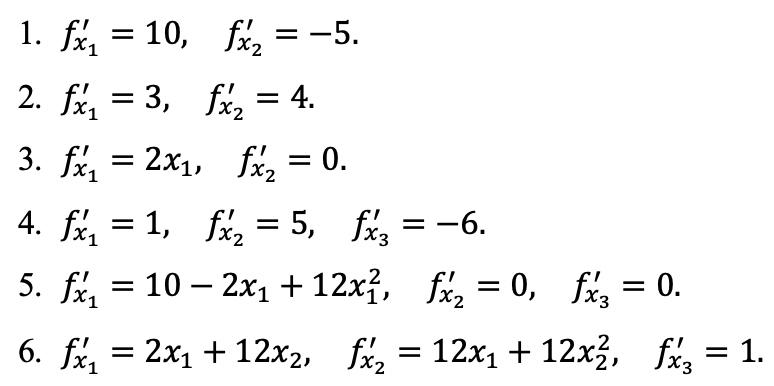 1. f′ₓ₁ = 10, f′ₓ₂ = −5.
2. f′ₓ₁ = 3, f′ₓ₂ = 4.
3. f′ₓ₁ = 2x₁, f′ₓ₂ = 0.
4. f′ₓ₁ = 1, f′ₓ₂ = 5, f′ₓ₃ = −6.
5. f′ₓ₁ = 10 − 2x₁ + 12x₁², f′ₓ₂ = 0, f′ₓ₃ = 0.
6. f′ₓ₁ = 2x₁ + 12x₂, f′ₓ₂ = 12x₁ + 12x₂², f′ₓ₃ = 1.